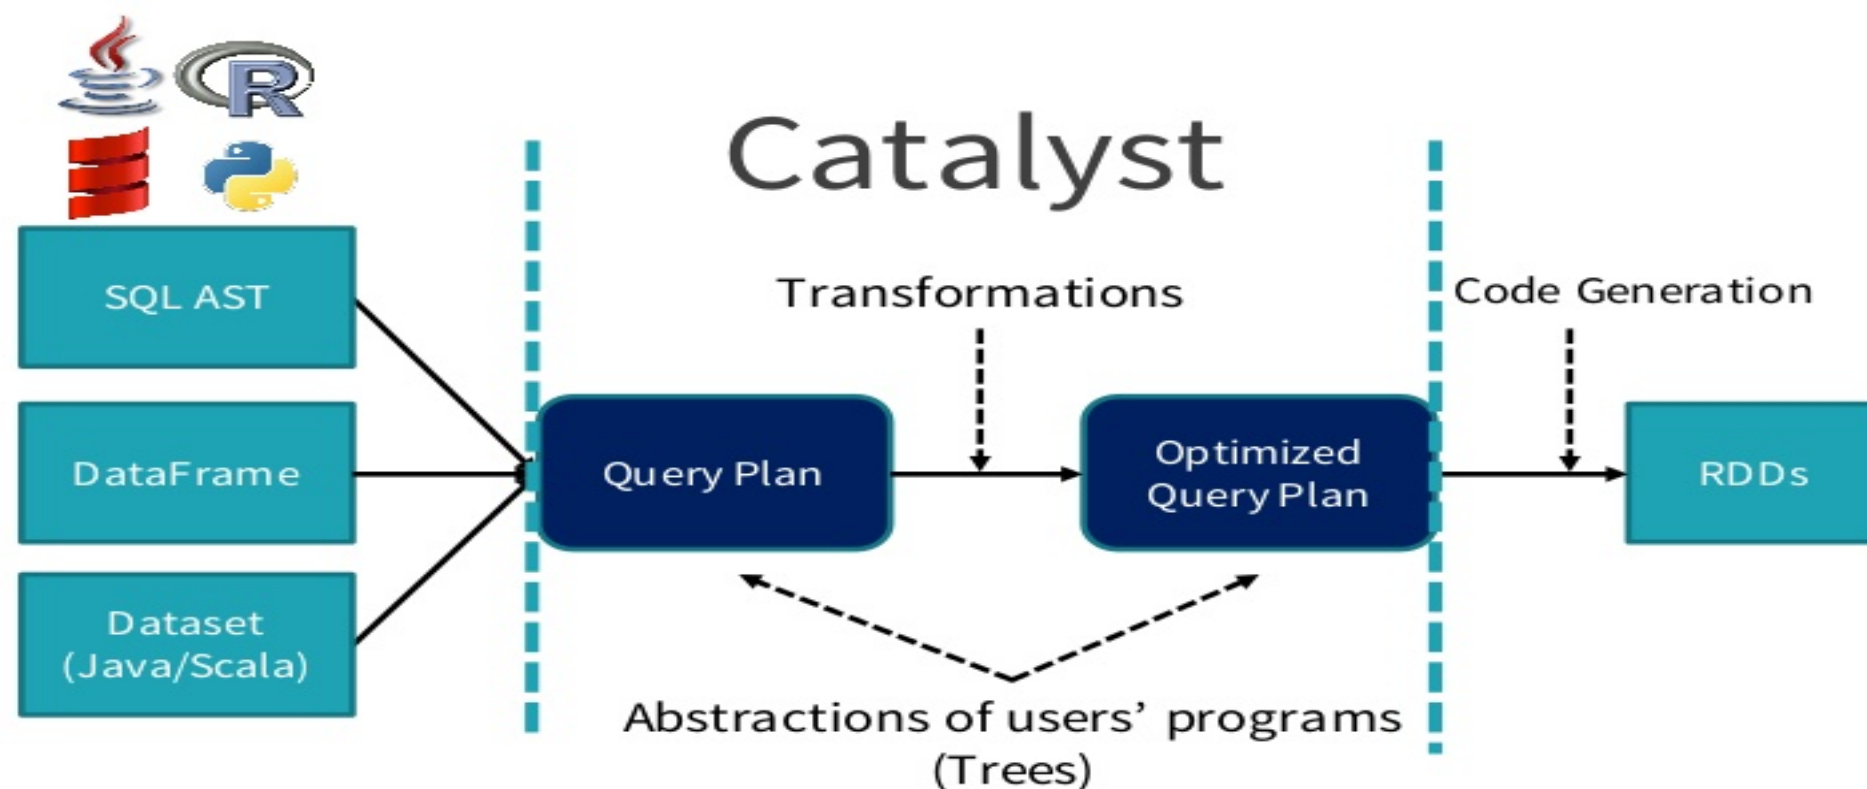 R
Catalyst
SQL AST
Transformations
Code Generation
DataFrame
Query Plan
Optimized
Query Plan
RDDs
Dataset
(Java/Scala)
Abstractions of users’ programs
(Trees)